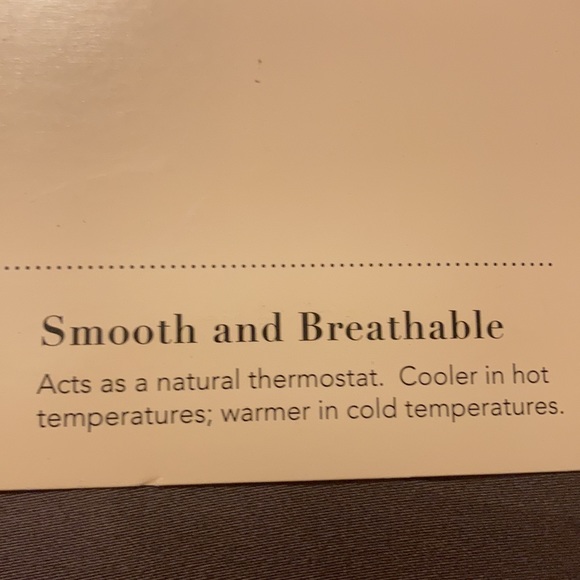 Smooth and Breathable
Acts as a natural thermostat. Cooler in hot
temperatures; warmer in cold temperatures.